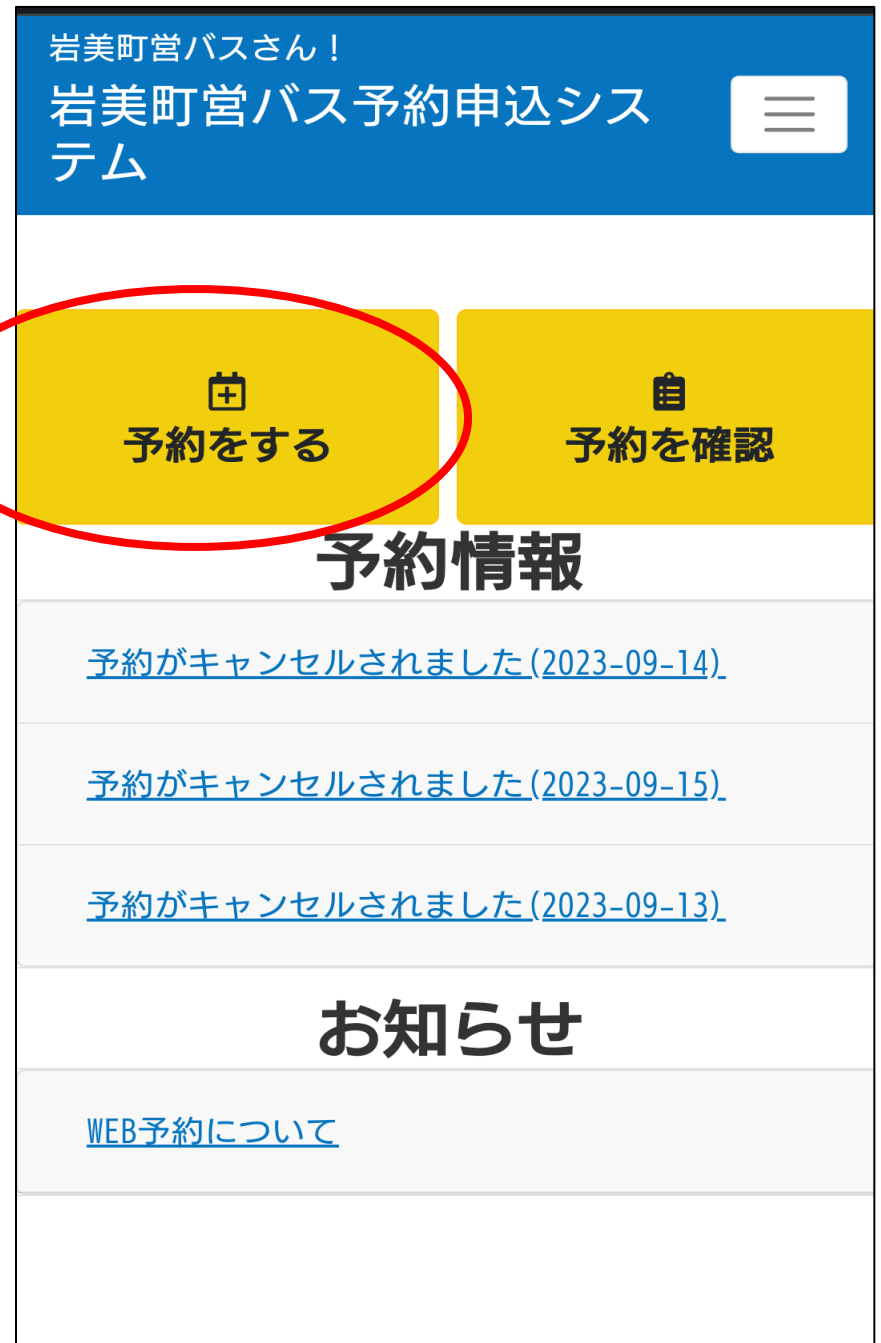 岩美町営バスさん！
岩美町営バス予約申込シス
テム
予約をする
予約を確認
予約情報
予約がキャンセルされました(2023-09-14)
予約がキャンセルされました(2023-09-15)
予約がキャンセルされました(2023-09-13)
お知らせ
WEB予約について